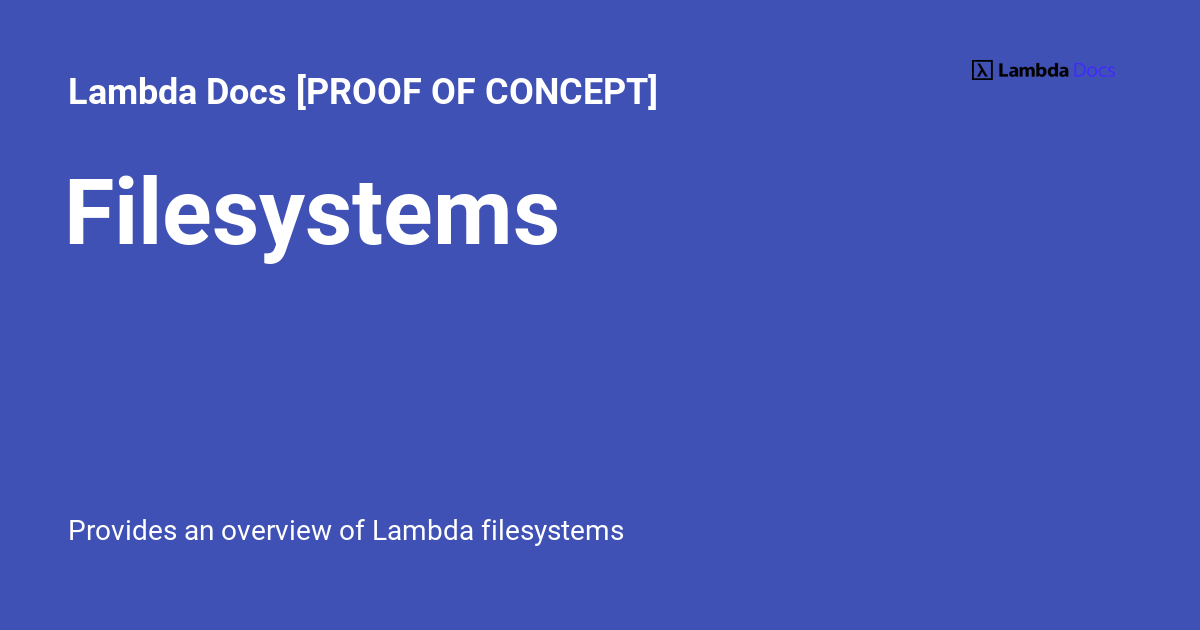 Lambda Docs [PROOF OF CONCEPT]
λ Lambda Docs
Filesystems
Provides an overview of Lambda filesystems